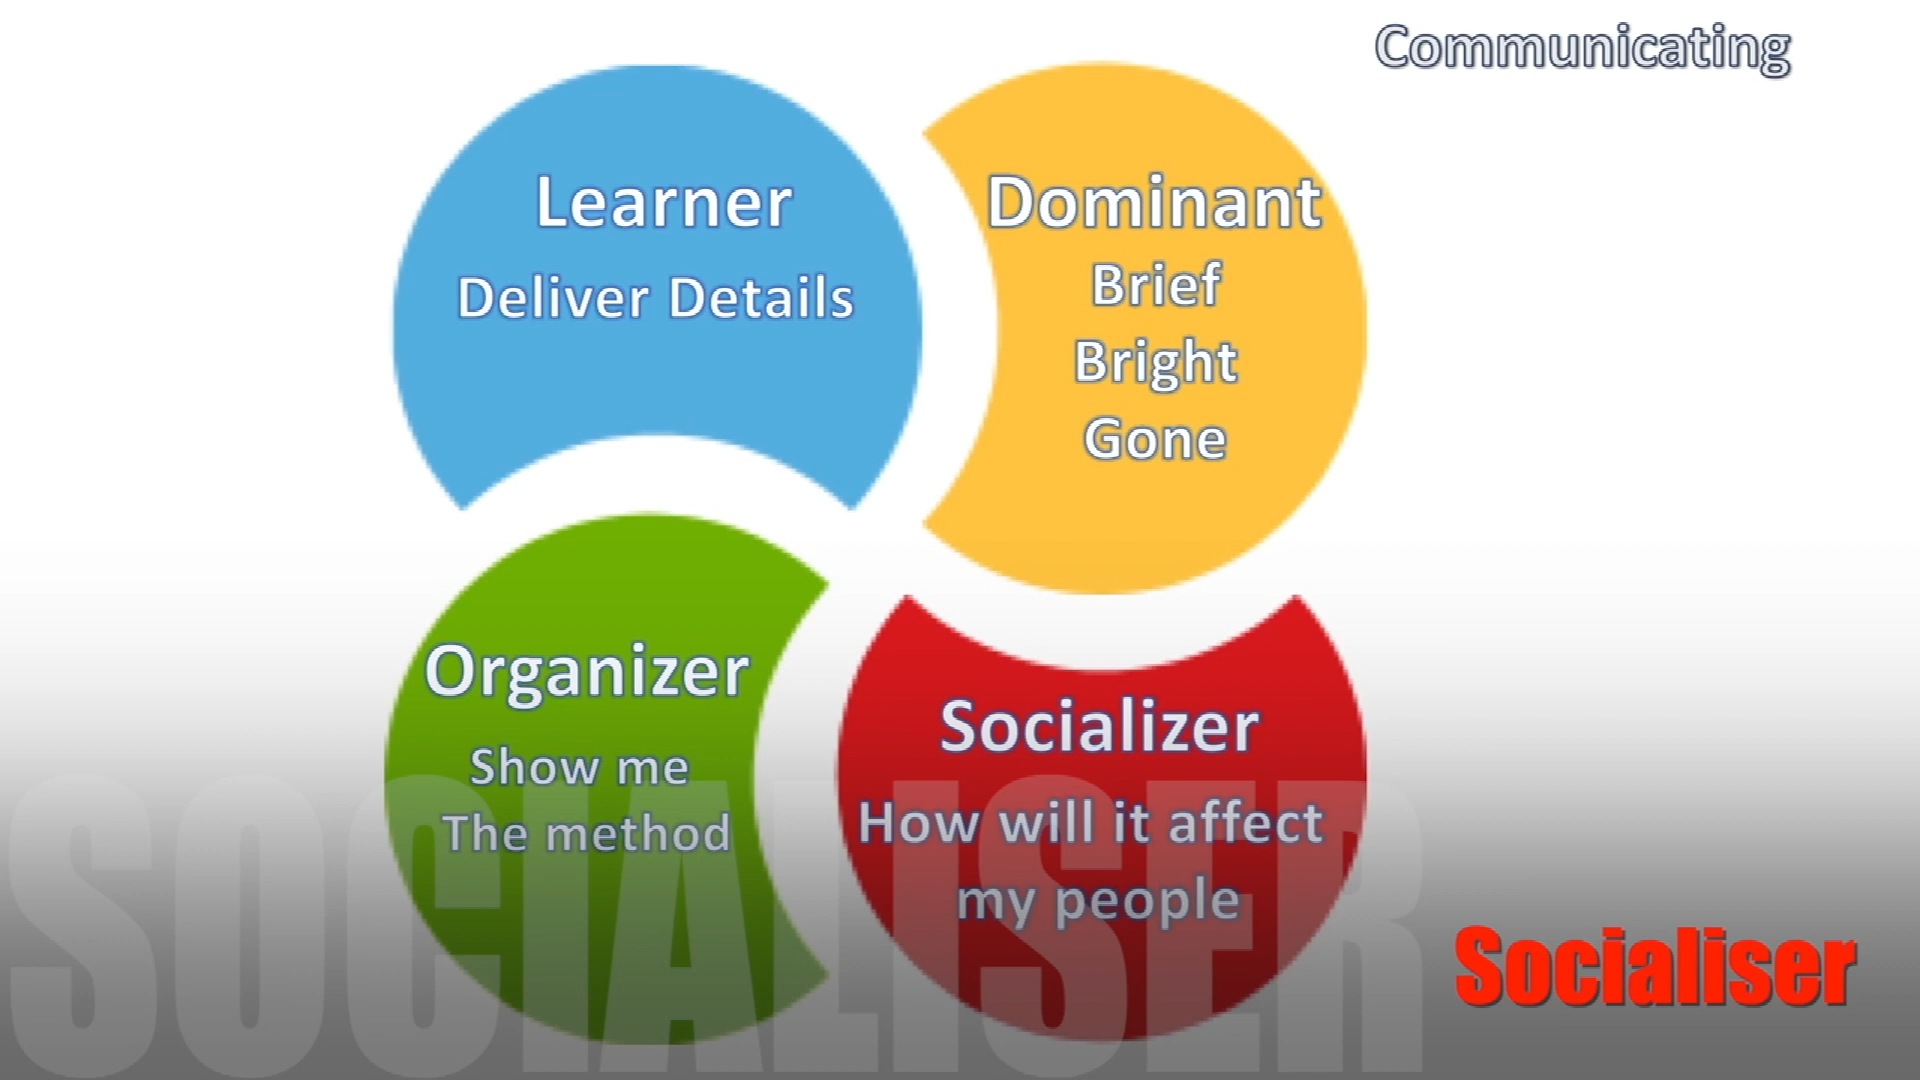 Communicating
Learner
Deliver Details
Dominant
Brief
Bright
Gone
Organizer
Show me
The method
Socializer
How will it affect
my people
SOCIALISER
Socialiser